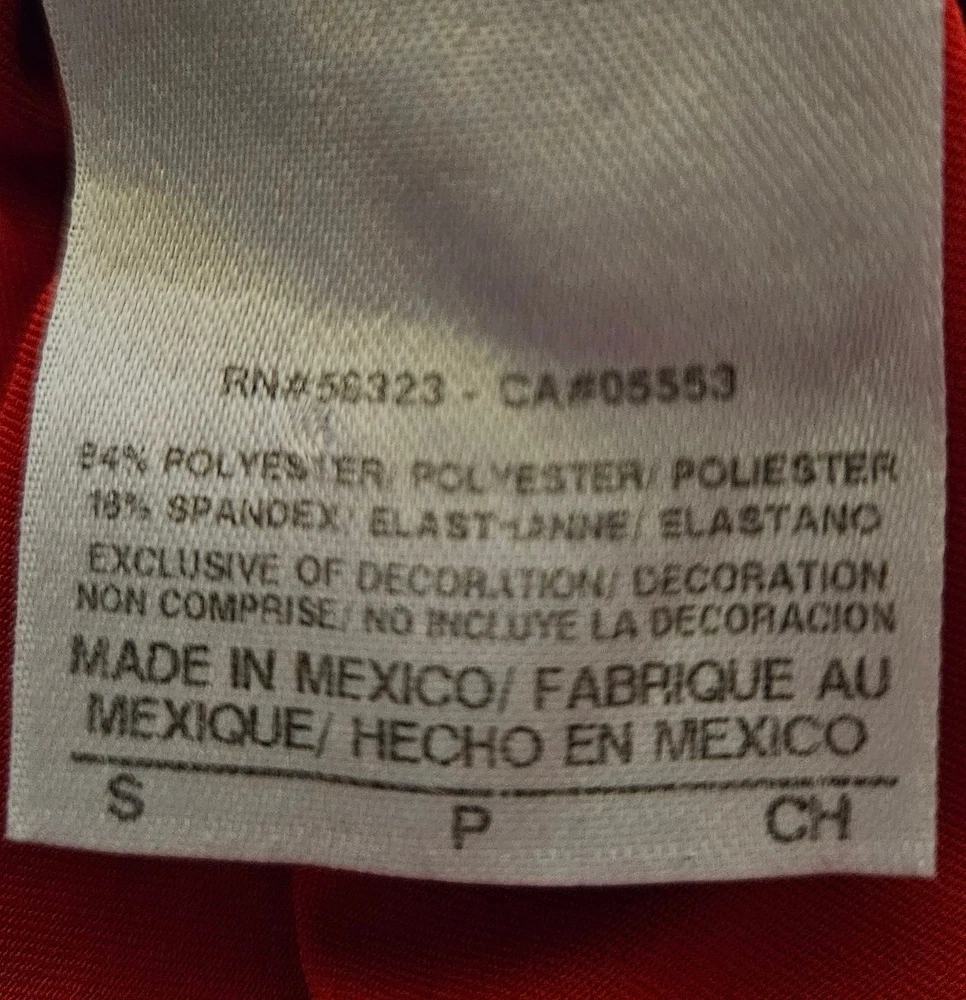 RN#56323 - CA#05553
84% POLYESTER/ POLYESTER/ POLIESTER
16% SPANDEX/ ELASTHANNE/ ELASTANO
EXCLUSIVE OF DECORATION/ DECORATION
NON COMPRISE/ NO INCLUYE LA DECORACION
MADE IN MEXICO/ FABRIQUE AU
MEXIQUE/ HECHO EN MEXICO
S P CH